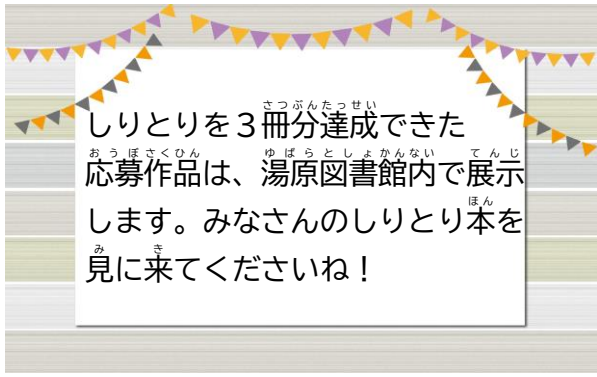 しりとりを３冊分達成できた
応募作品は、湯原図書館内で展示
します。みなさんのしりとり本を
見に来てくださいね！